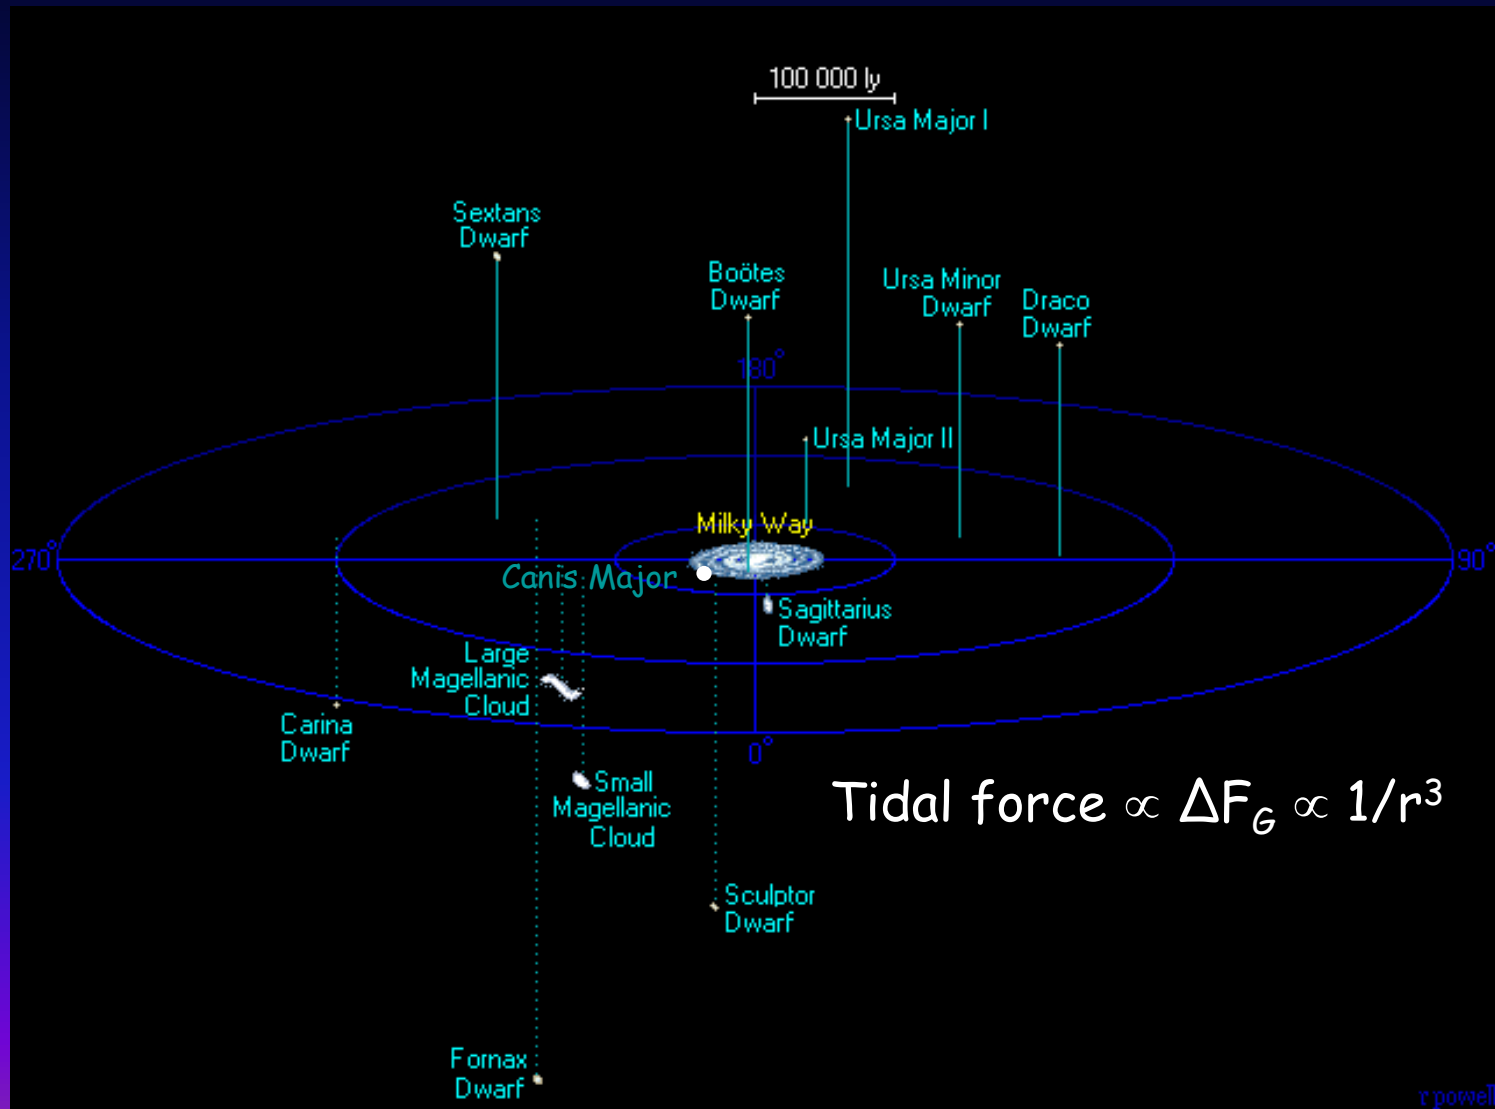 100 000 ly
Ursa Major I
Sextans
Dwarf
Boötes
Dwarf
Ursa Minor
Dwarf
Draco
Dwarf
180°
Ursa Major II
Milky Way
270°
90°
Canis Major
Sagittarius
Dwarf
Large
Magellanic
Cloud
Carina
Dwarf
0°
Small
Magellanic
Cloud
Tidal force ∝ ΔF_G ∝ 1/r³
Sculptor
Dwarf
Fornax
Dwarf
r powell